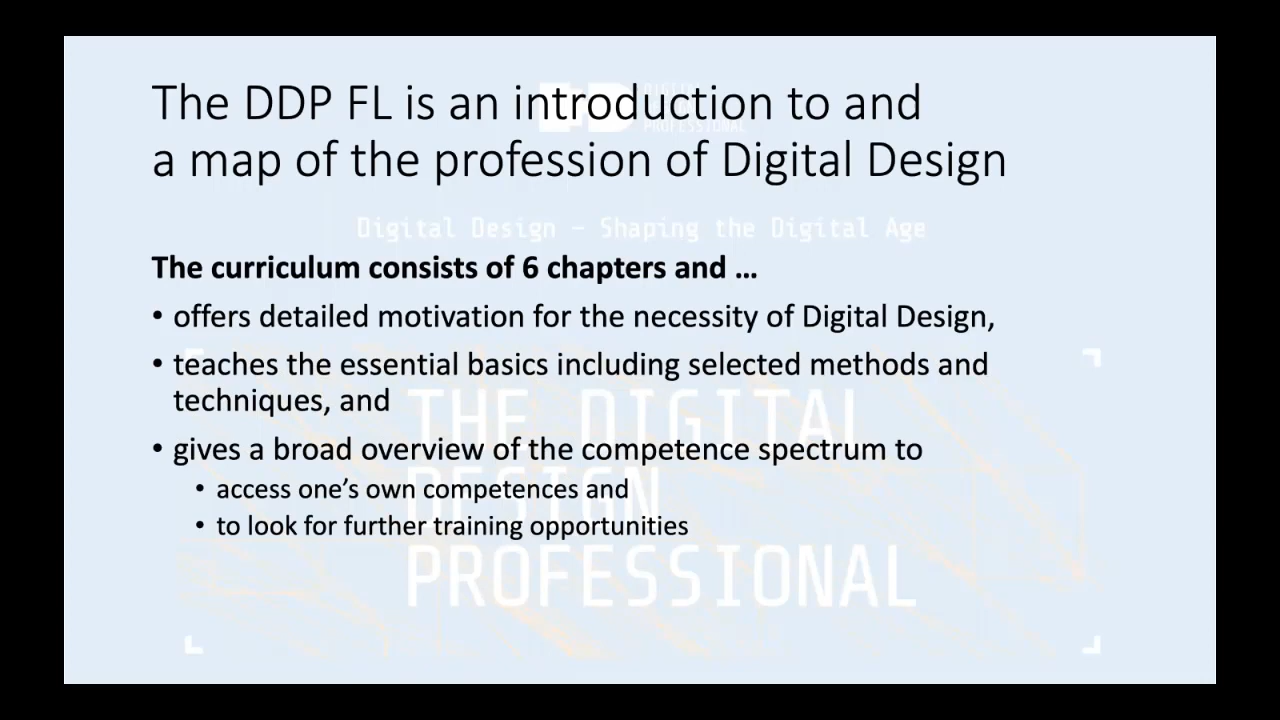 The DDP FL is an introduction to and
a map of the profession of Digital Design
PROFESSIONAL
Digital Design – Shaping the Digital Age
The curriculum consists of 6 chapters and …
• offers detailed motivation for the necessity of Digital Design,
• teaches the essential basics including selected methods and
techniques, and
• gives a broad overview of the competence spectrum to
• access one’s own competences and
• to look for further training opportunities
THE DIGITAL
DESIGN
PROFESSIONAL